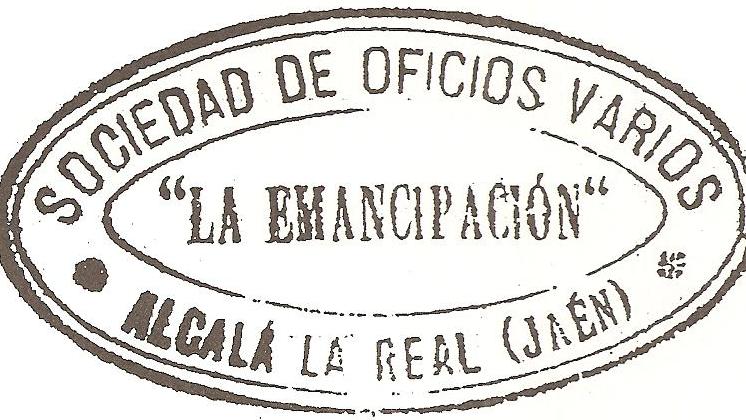 SOCIEDAD DE OFICIOS VARIOS
“LA EMANCIPACIÓN“
ALCALÁ LA REAL (JAÉN)